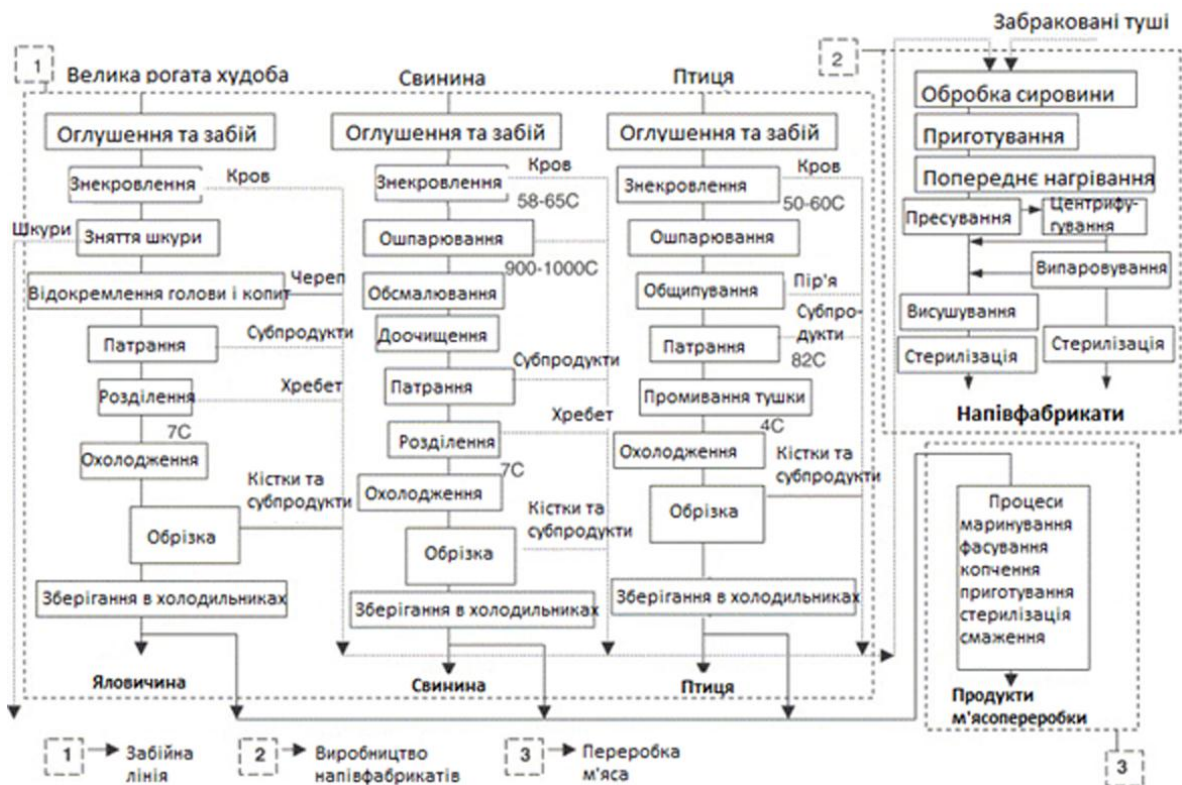 Забраковані туші
1
Велика рогата худоба
Оглушення та забій
Знекровлення
Кров
Шкури
Зняття шкури
Череп
Відокремлення голови і копит
Субпродукти
Патрання
Хребет
Розділення
7С
Охолодження
Кістки та
субпродукти
Обрізка
Зберігання в холодильниках
Яловичина
Свинина
Оглушення та забій
Кров
Знекровлення
58-65С
Ошпарювання
900-1000С
Обсмалювання
Доочищення
Субпродукти
Патрання
Хребет
Розділення
7С
Охолодження
Кістки та
субпродукти
Обрізка
Зберігання в холодильниках
Свинина
Птиця
Оглушення та забій
Кров
Знекровлення
50-60С
Ошпарювання
Общипування
Пір'я
Субпро-
дукти
Патрання
82С
Промивання тушки
4С
Охолодження
Кістки та
субпродукти
Обрізка
Зберігання в холодильниках
Птиця
2
Обробка сировини
Приготування
Попереднє нагрівання
Пресування
Центрифу-
гування
Випаровування
Висушування
Стерилізація
Стерилізація
Напівфабрикати
Процеси
маринування
фасування
копчення
приготування
стерилізація
смаження
Продукти
м'ясопереробки
3
1
Забійна
лінія
2
Виробництво
напівфабрикатів
3
Переробка
м'яса